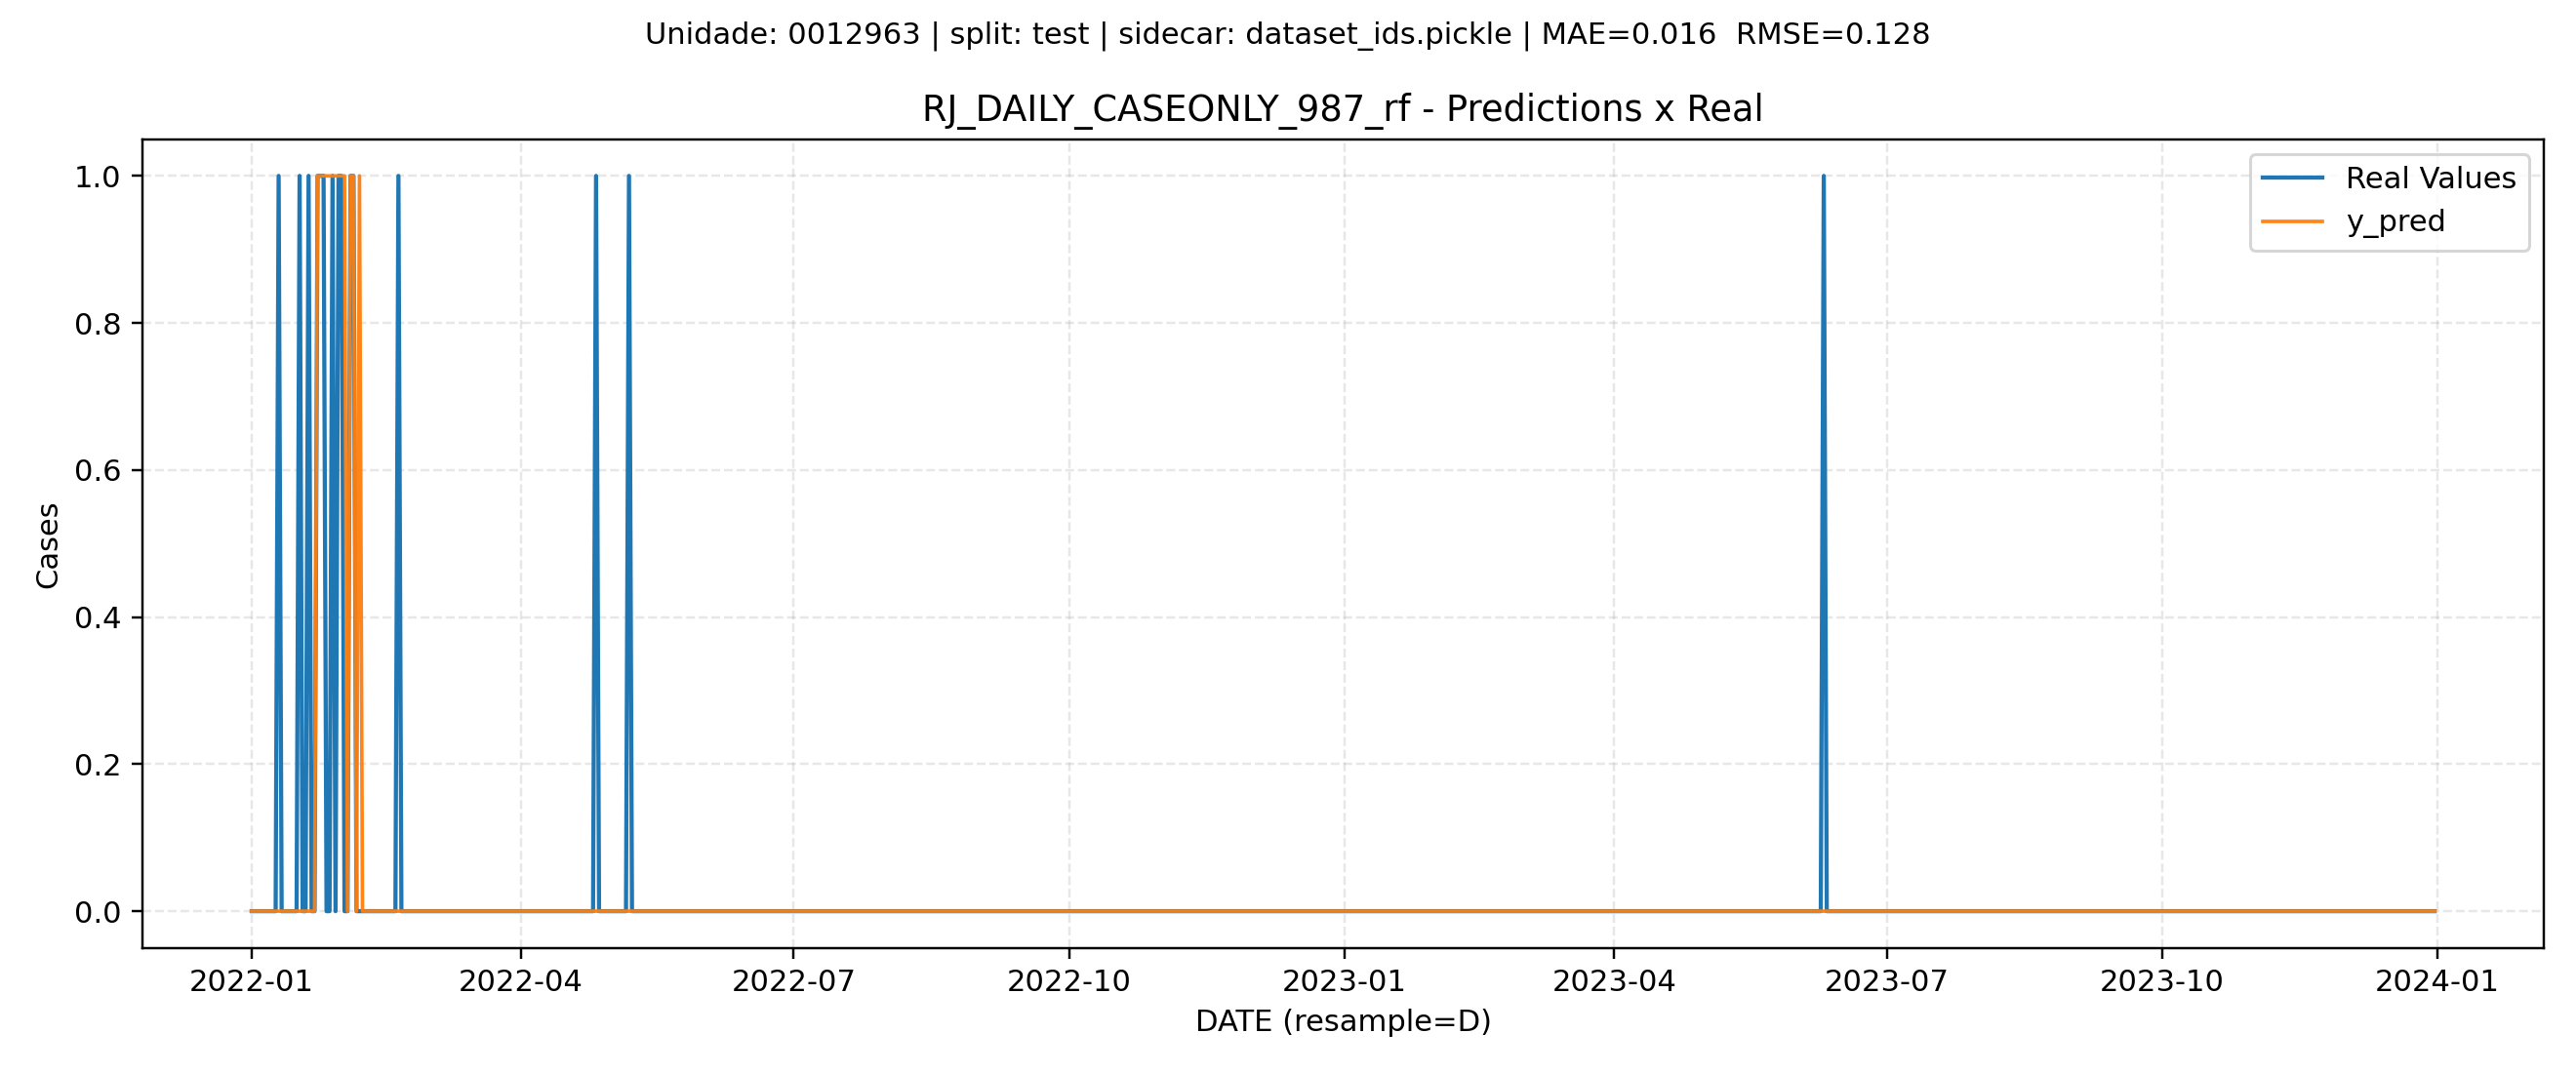 Unidade: 0012963 | split: test | sidecar: dataset_ids.pickle | MAE=0.016  RMSE=0.128
RJ_DAILY_CASEONLY_987_rf - Predictions x Real
Real Values
y_pred
1.0
0.8
0.6
0.4
0.2
0.0
Cases
2022-01
2022-04
2022-07
2022-10
2023-01
2023-04
2023-07
2023-10
2024-01
DATE (resample=D)